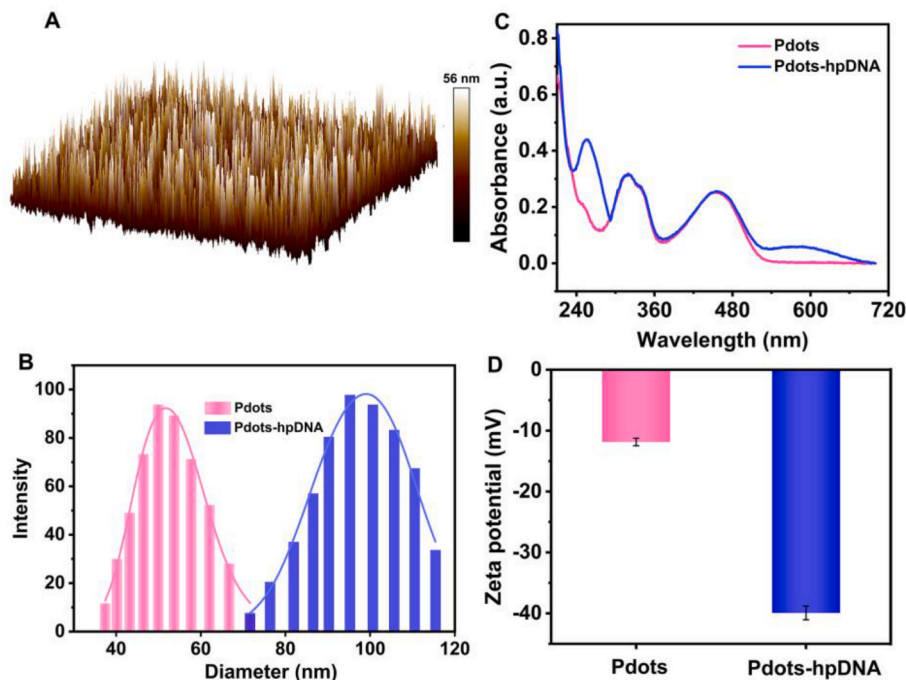 A
56 nm
0 nm
B
100
80
60
40
20
0
Intensity
Pdots
Pdots-hpDNA
40
60
80
100
120
Diameter (nm)
C
0.8
0.6
0.4
0.2
0.0
Absorbance (a.u.)
Pdots
Pdots-hpDNA
240
360
480
600
720
Wavelength (nm)
D
0
-10
-20
-30
-40
Zeta potential (mV)
Pdots
Pdots-hpDNA